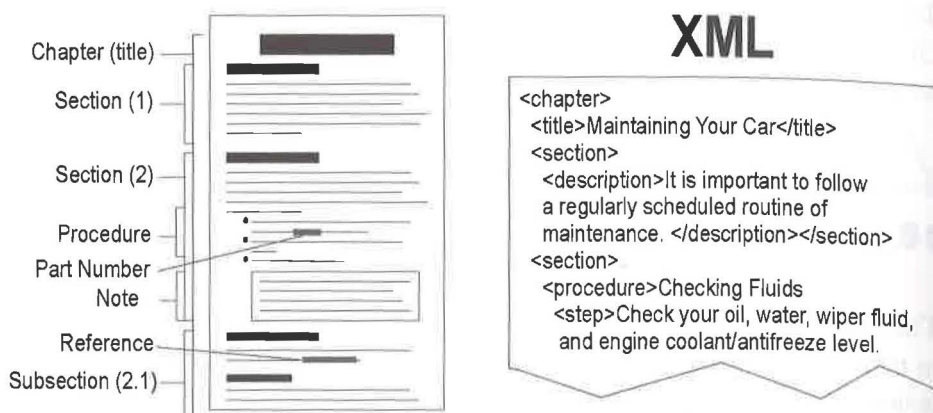 Chapter (title)
Section (1)
Section (2)
Procedure
Part Number
Note
Reference
Subsection (2.1)
XML
<chapter>
<title>Maintaining Your Car</title>
<section>
<description>It is important to follow
a regularly scheduled routine of
maintenance. </description></section>
<section>
<procedure>Checking Fluids
<step>Check your oil, water, wiper fluid,
and engine coolant/antifreeze level.